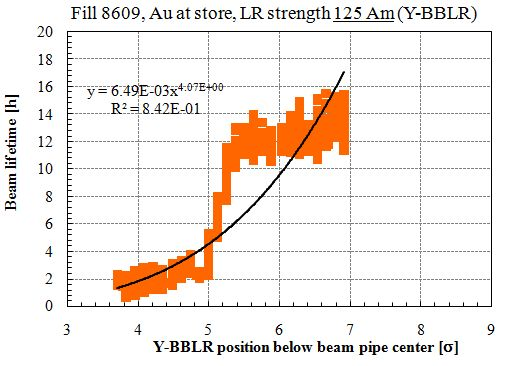 Fill 8609, Au at store, LR strength 125 Am (Y-BBLR)
20
18
16
14
12
10
8
6
4
2
0
Beam lifetime [h]
y = 6.49E-03x^4.07E+00
R² = 8.42E-01
3 4 5 6 7 8 9
Y-BBLR position below beam pipe center [σ]